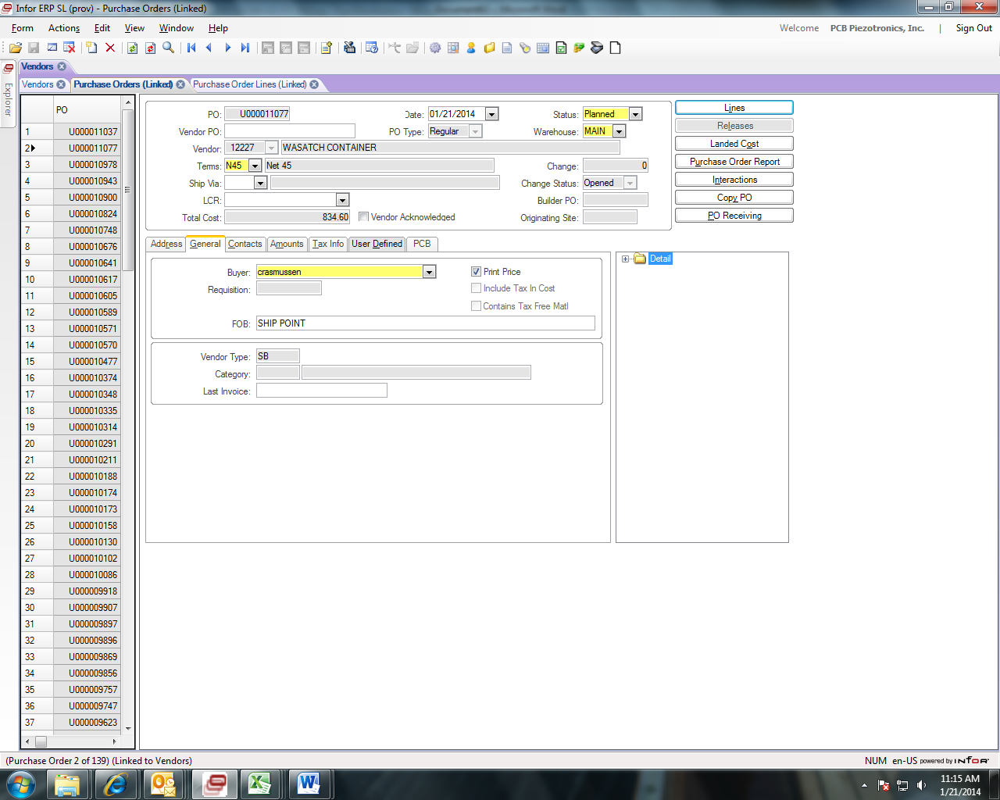 Infor ERP SL (prov) - Purchase Orders (Linked)
Form Actions Edit View Window Help
Welcome PCB Piezotronics, Inc. | Sign Out
Vendors
Vendors Purchase Orders (Linked) Purchase Order Lines (Linked)
Explorer
PO
1 U000011037
2 U000011077
3 U000010978
4 U000010943
5 U000010900
6 U000010824
7 U000010748
8 U000010676
9 U000010641
10 U000010617
11 U000010605
12 U000010589
13 U000010571
14 U000010570
15 U000010477
16 U000010374
17 U000010348
18 U000010335
19 U000010314
20 U000010291
21 U000010211
22 U000010188
23 U000010174
24 U000010173
25 U000010158
26 U000010130
27 U000010102
28 U000010086
29 U000009918
30 U000009907
31 U000009897
32 U000009896
33 U000009869
34 U000009856
35 U000009757
36 U000009747
37 U000009623
PO: U000011077 Date: 01/21/2014 Status: Planned
Vendor PO: PO Type: Regular Warehouse: MAIN
Vendor: 12227 WASATCH CONTAINER
Terms: N45 Net 45 Change: 0
Ship Via: Change Status: Opened
LCR: Builder PO:
Total Cost: 834.60 Vendor Acknowledged Originating Site:
Lines
Releases
Landed Cost
Purchase Order Report
Interactions
Copy PO
PO Receiving
Address General Contacts Amounts Tax Info User Defined PCB
Buyer: crasmussen Print Price
Requisition: Include Tax In Cost
Contains Tax Free Matl
FOB: SHIP POINT
Vendor Type: SB
Category:
Last Invoice:
Detail
(Purchase Order 2 of 139) (Linked to Vendors)
NUM en-US powered by infor
11:15 AM
1/21/2014